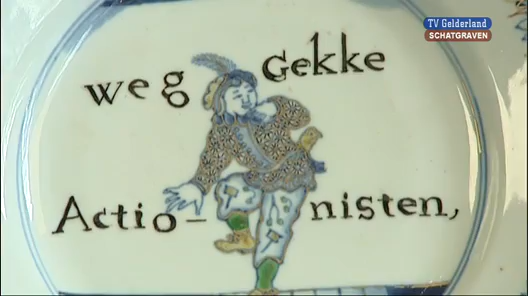 TV Gelderland
SCHATGRAVEN
weg Gekke
Actio- nisten,